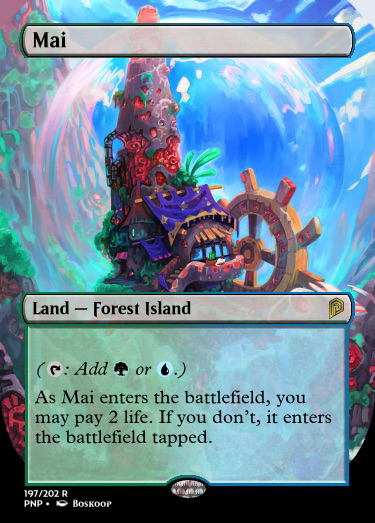 Mai
Land — Forest Island
(: Add or .)
As Mai enters the battlefield, you
may pay 2 life. If you don't, it enters
the battlefield tapped.
197/202 R
PNP • Boskoop